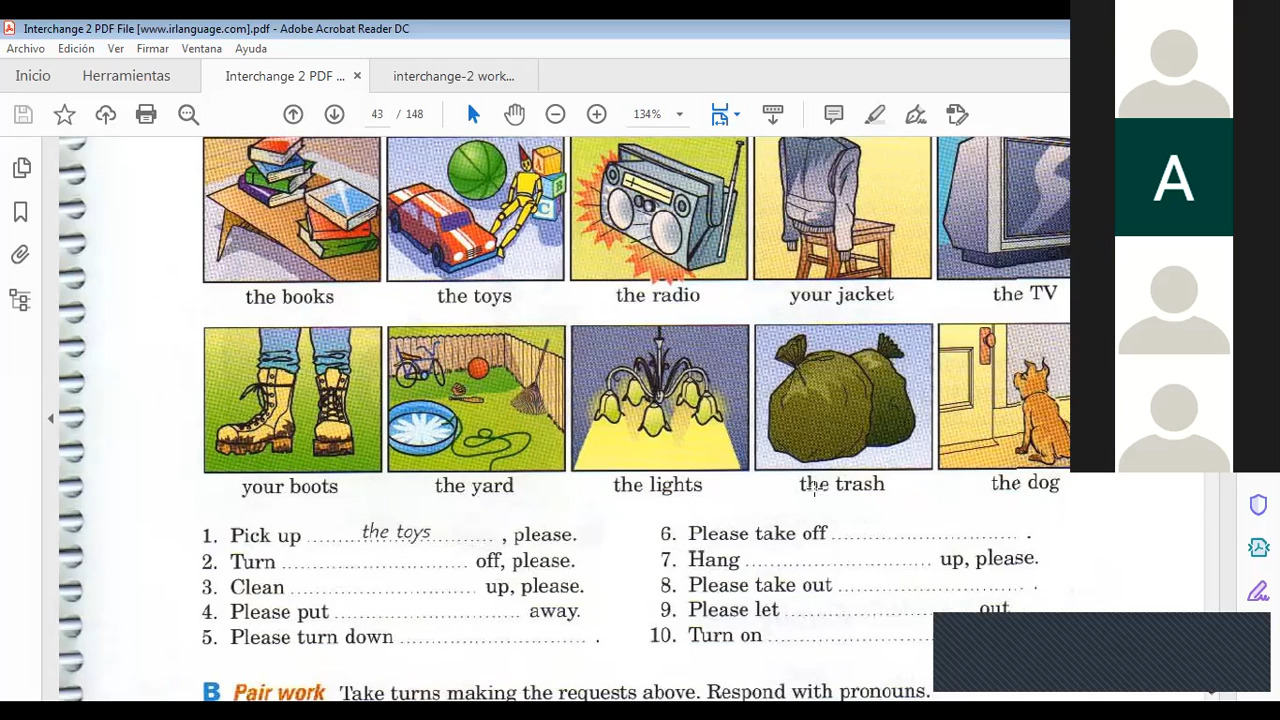 Interchange 2 PDF File [www.irlanguage.com].pdf - Adobe Acrobat Reader DC
Archivo Edición Ver Firmar Ventana Ayuda
Inicio Herramientas Interchange 2 PDF ... × interchange-2 work...
43 / 148 134%
A
A B C
the books the toys the radio your jacket the TV
your boots the yard the lights the trash the dog
1. Pick up the toys , please.
2. Turn off, please.
3. Clean up, please.
4. Please put away.
5. Please turn down .
6. Please take off .
7. Hang up, please.
8. Please take out .
9. Please let out
10. Turn on
B Pair work Take turns making the requests above. Respond with pronouns.